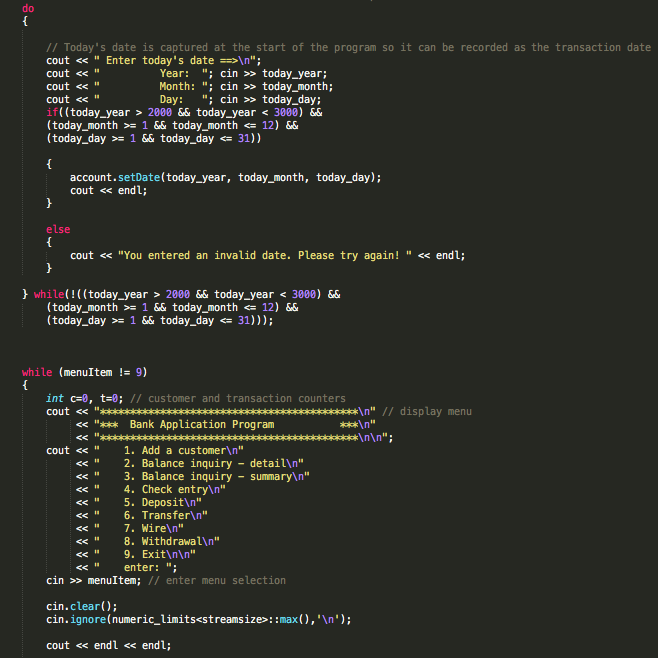 do
{
// Today's date is captured at the start of the program so it can be recorded as the transaction date
cout << " Enter today's date ==>\n";
cout << "          Year:  "; cin >> today_year;
cout << "          Month: "; cin >> today_month;
cout << "          Day:   "; cin >> today_day;
if((today_year > 2000 && today_year < 3000) &&
(today_month >= 1 && today_month <= 12) &&
(today_day >= 1 && today_day <= 31))
{
account.setDate(today_year, today_month, today_day);
cout << endl;
}
else
{
cout << "You entered an invalid date. Please try again! " << endl;
}
} while(!((today_year > 2000 && today_year < 3000) &&
(today_month >= 1 && today_month <= 12) &&
(today_day >= 1 && today_day <= 31)));
while (menuItem != 9)
{
int c=0, t=0; // customer and transaction counters
cout << "*******************************************\n" // display menu
<< "***  Bank Application Program           ***\n"
<< "*******************************************\n\n";
cout << "    1. Add a customer\n"
<< "    2. Balance inquiry – detail\n"
<< "    3. Balance inquiry – summary\n"
<< "    4. Check entry\n"
<< "    5. Deposit\n"
<< "    6. Transfer\n"
<< "    7. Wire\n"
<< "    8. Withdrawal\n"
<< "    9. Exit\n\n"
<< "    enter: ";
cin >> menuItem; // enter menu selection
cin.clear();
cin.ignore(numeric_limits<streamsize>::max(),'\n');
cout << endl << endl;